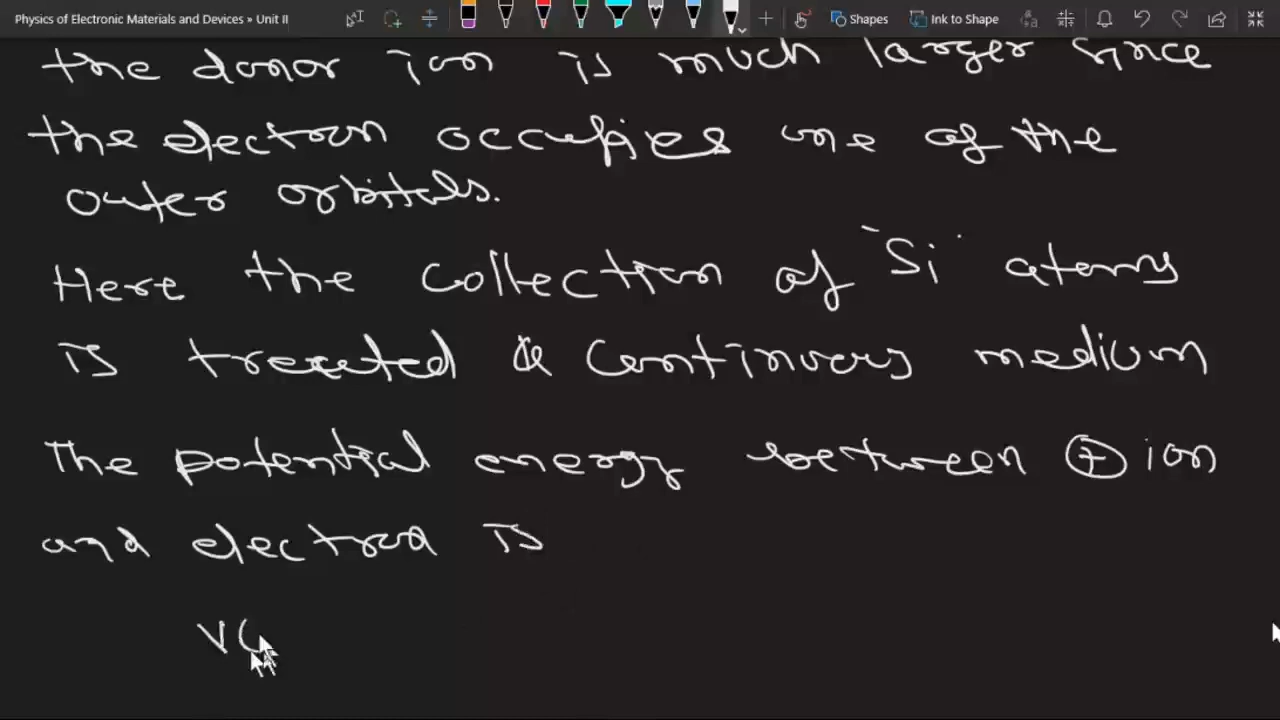 Physics of Electronic Materials and Devices » Unit II
Shapes
Ink to Shape
the donor ion is much larger since
the electron occupies one of the
outer orbitals.
Here the collection of "Si" atoms
is treated continuous medium
The potential energy between ⊕ ion
and electron is
V(